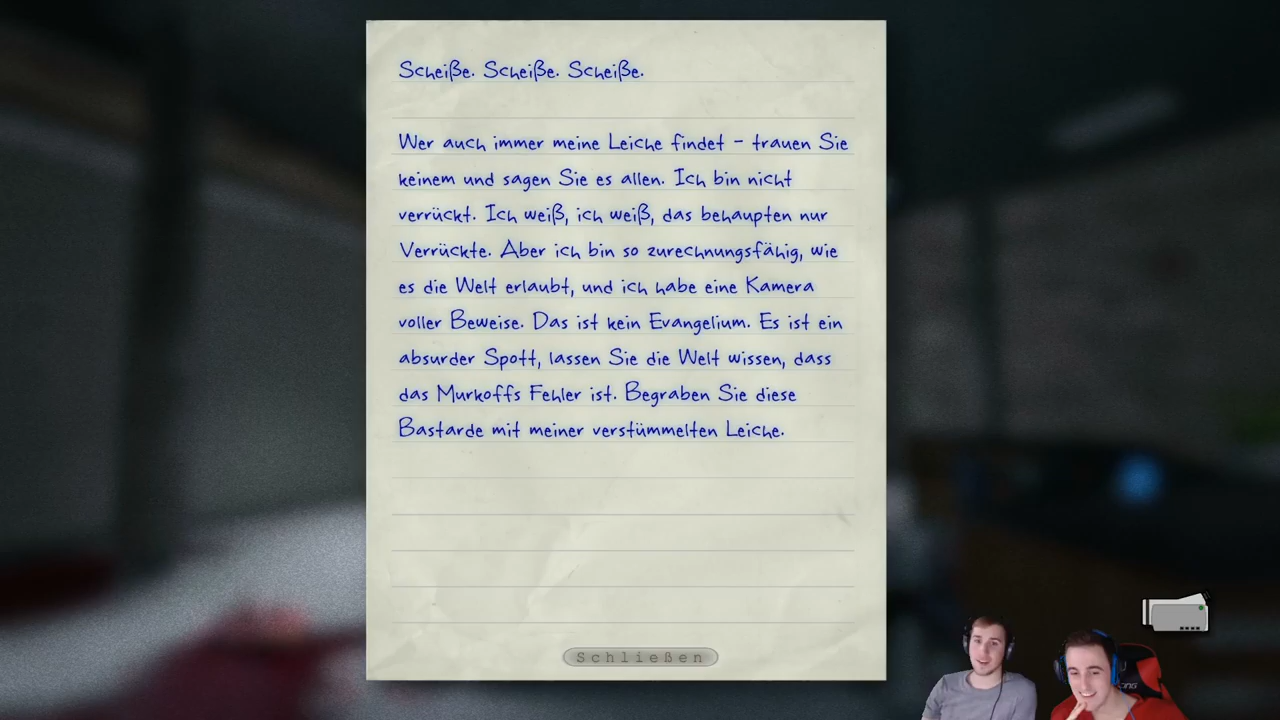 Scheiße. Scheiße. Scheiße.
Wer auch immer meine Leiche findet - trauen Sie
keinem und sagen Sie es allen. Ich bin nicht
verrückt. Ich weiß, ich weiß, das behaupten nur
Verrückte. Aber ich bin so zurechnungsfähig, wie
es die Welt erlaubt, und ich habe eine Kamera
voller Beweise. Das ist kein Evangelium. Es ist ein
absurder Spott, lassen Sie die Welt wissen, dass
das Murkoffs Fehler ist. Begraben Sie diese
Bastarde mit meiner verstümmelten Leiche.
Schließen